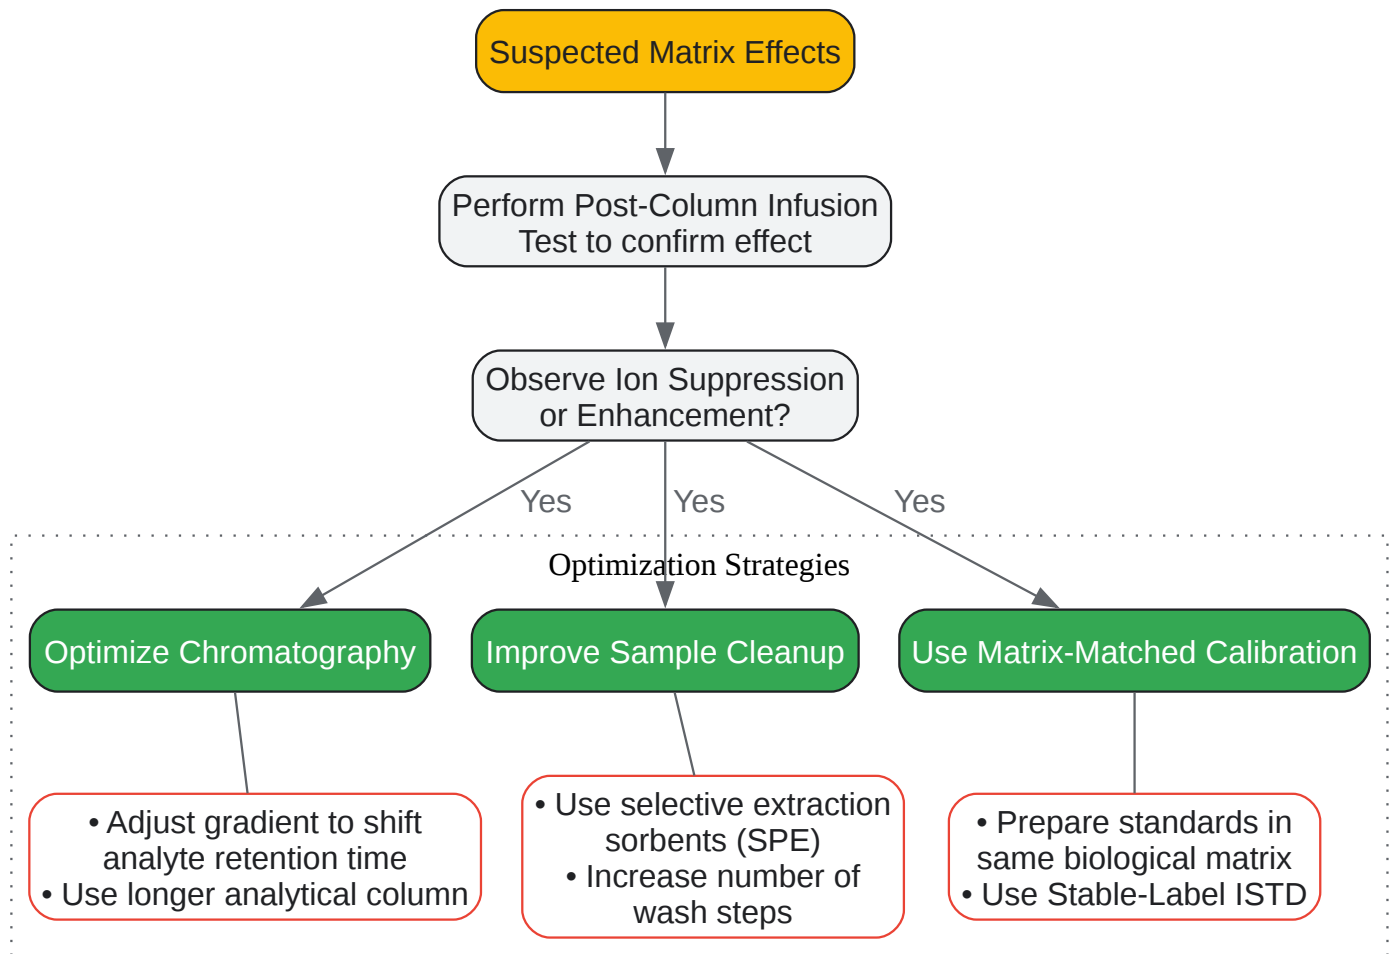 Suspected Matrix Effects
Perform Post-Column Infusion
Test to confirm effect
Observe Ion Suppression
or Enhancement?
Yes
Yes
Yes
Optimization Strategies
Optimize Chromatography
Improve Sample Cleanup
Use Matrix-Matched Calibration
• Adjust gradient to shift
analyte retention time
• Use longer analytical column
• Use selective extraction
sorbents (SPE)
• Increase number of
wash steps
• Prepare standards in
same biological matrix
• Use Stable-Label ISTD